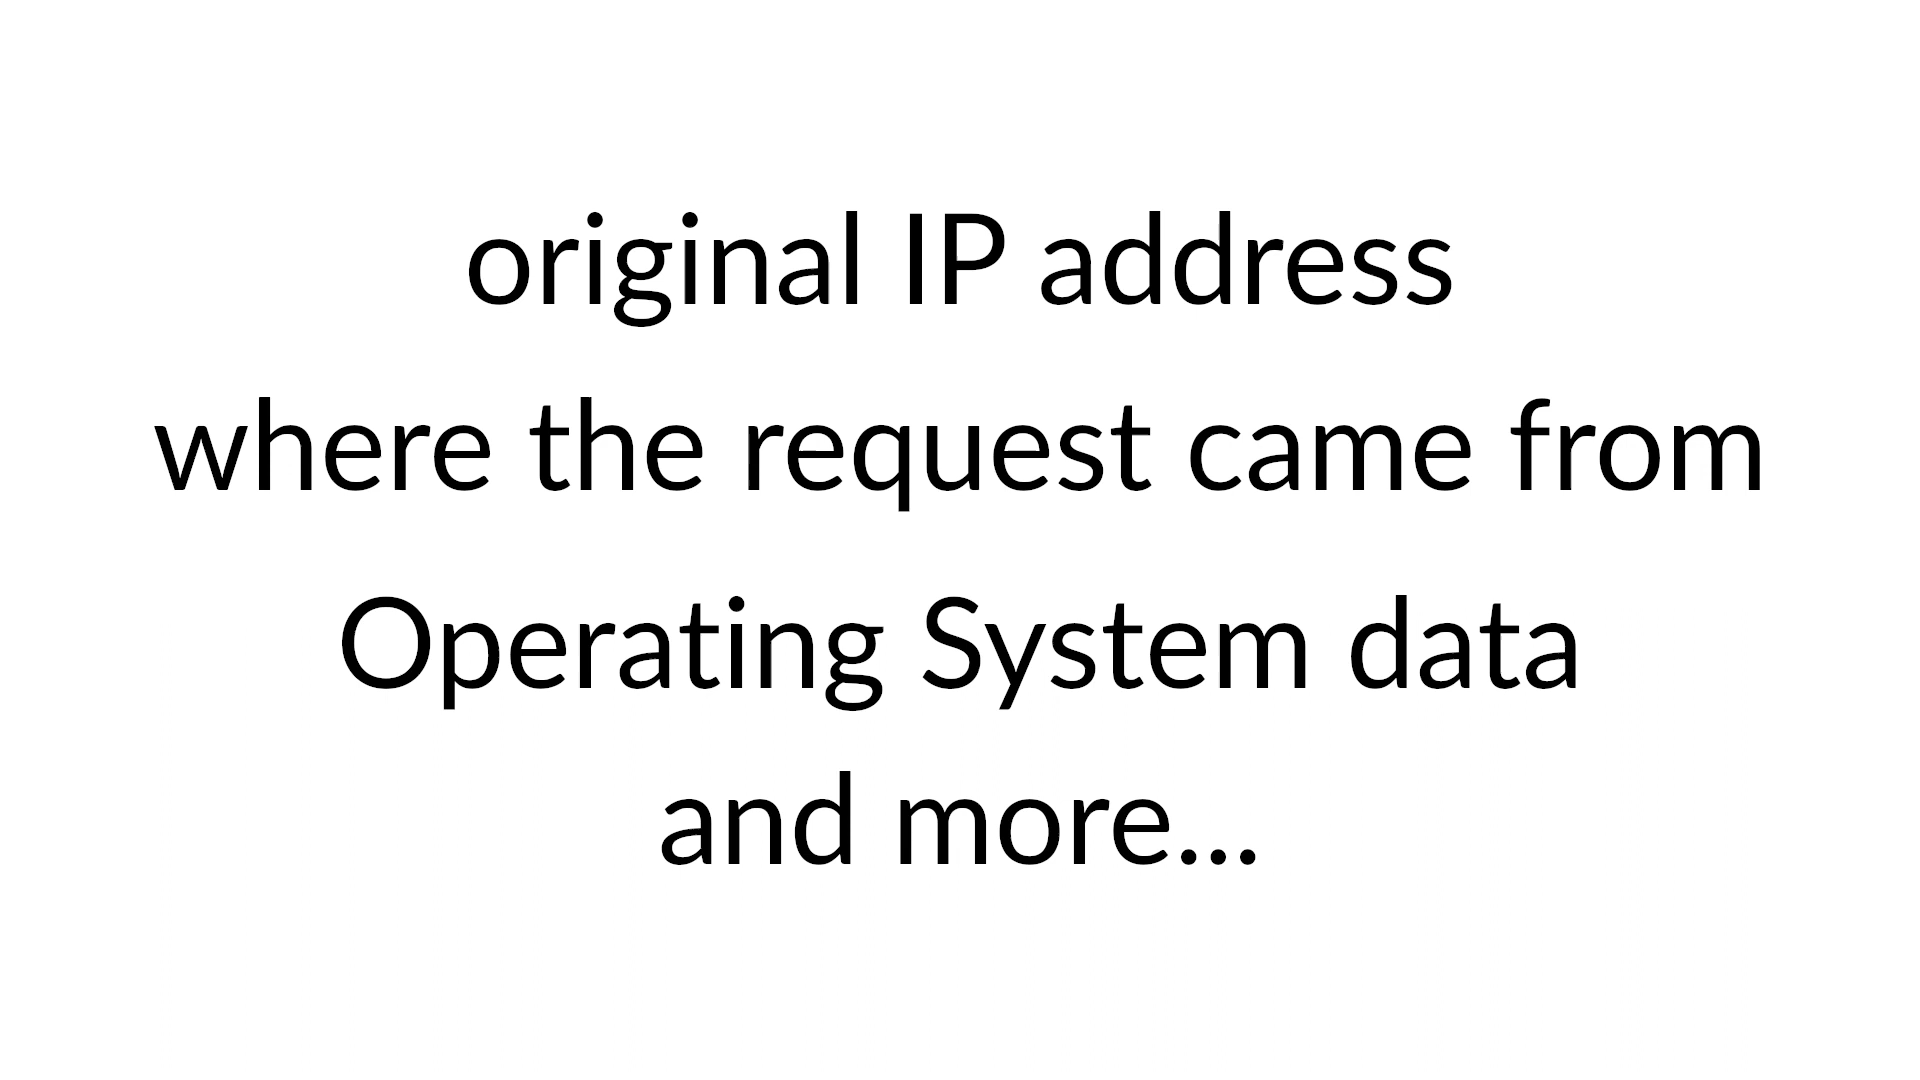 original IP address
where the request came from
Operating System data
and more...